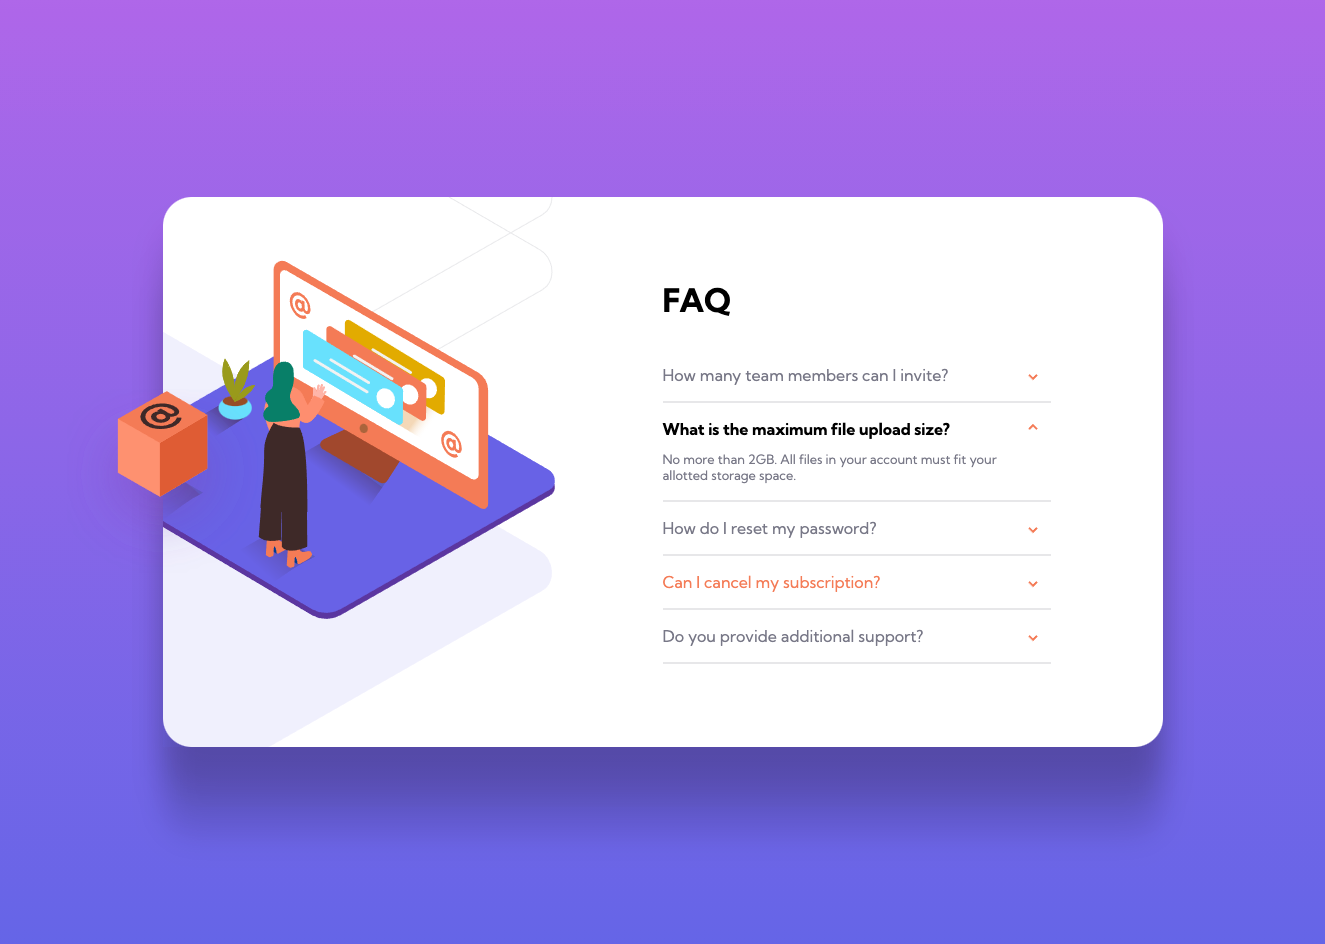 @
@
@
FAQ
How many team members can I invite?
What is the maximum file upload size?
No more than 2GB. All files in your account must fit your
allotted storage space.
How do I reset my password?
Can I cancel my subscription?
Do you provide additional support?